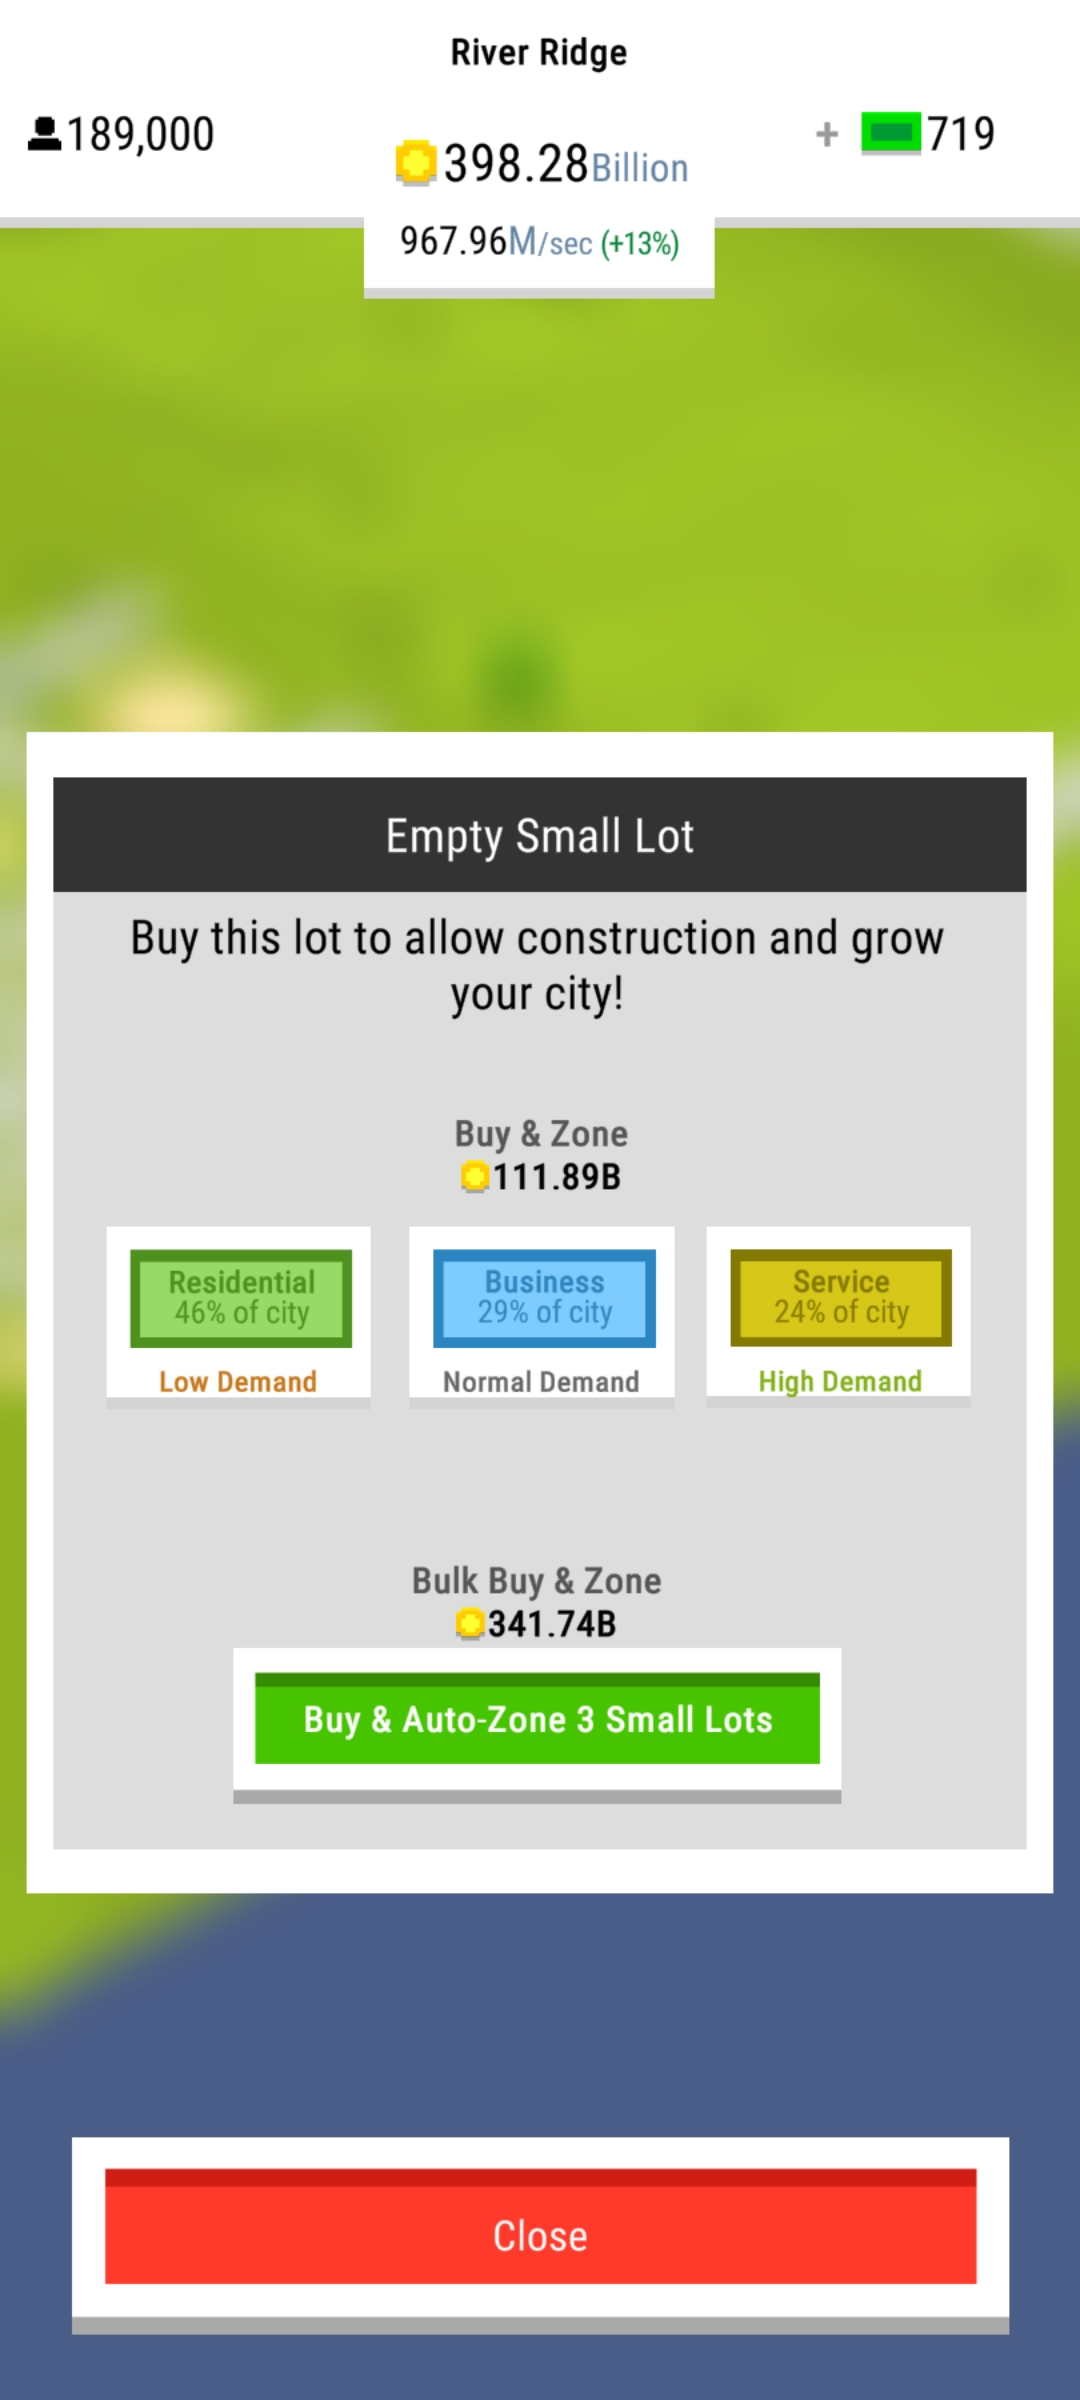 River Ridge
189,000
398.28Billion
+ 719
967.96M/sec (+13%)
Empty Small Lot
Buy this lot to allow construction and grow
your city!
Buy & Zone
111.89B
Residential
46% of city
Low Demand
Business
29% of city
Normal Demand
Service
24% of city
High Demand
Bulk Buy & Zone
341.74B
Buy & Auto-Zone 3 Small Lots
Close